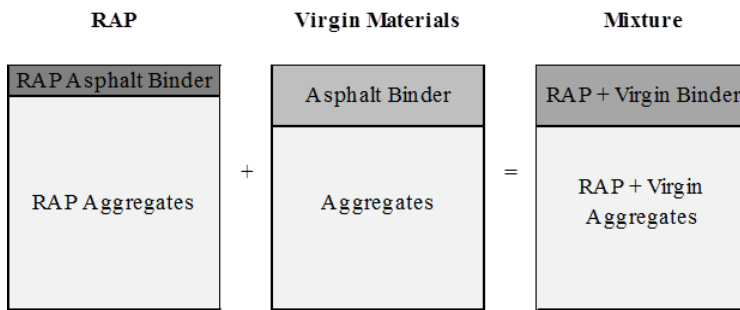 RAP
Virgin Materials
Mixture
RAP Asphalt Binder
Asphalt Binder
RAP + Virgin Binder
RAP Aggregates
+
Aggregates
=
RAP + Virgin
Aggregates